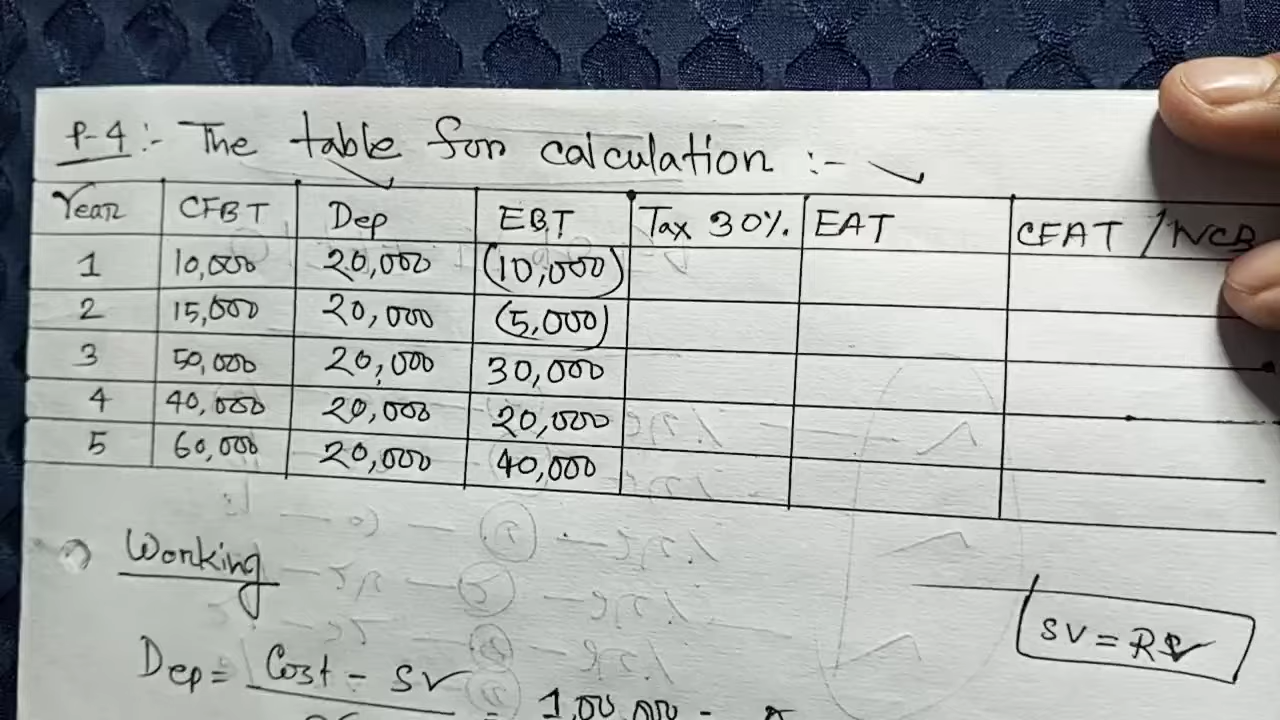 P-4:- The table for calculation :-
Year CFBT Dep EBT Tax 30% EAT CFAT / NCB
1 10,000 20,000 (10,000)
2 15,000 20,000 (5,000)
3 50,000 20,000 30,000
4 40,000 20,000 20,000
5 60,000 20,000 40,000
Working
SV = RV
Dep = Cost - SV
= 1,00,000 -